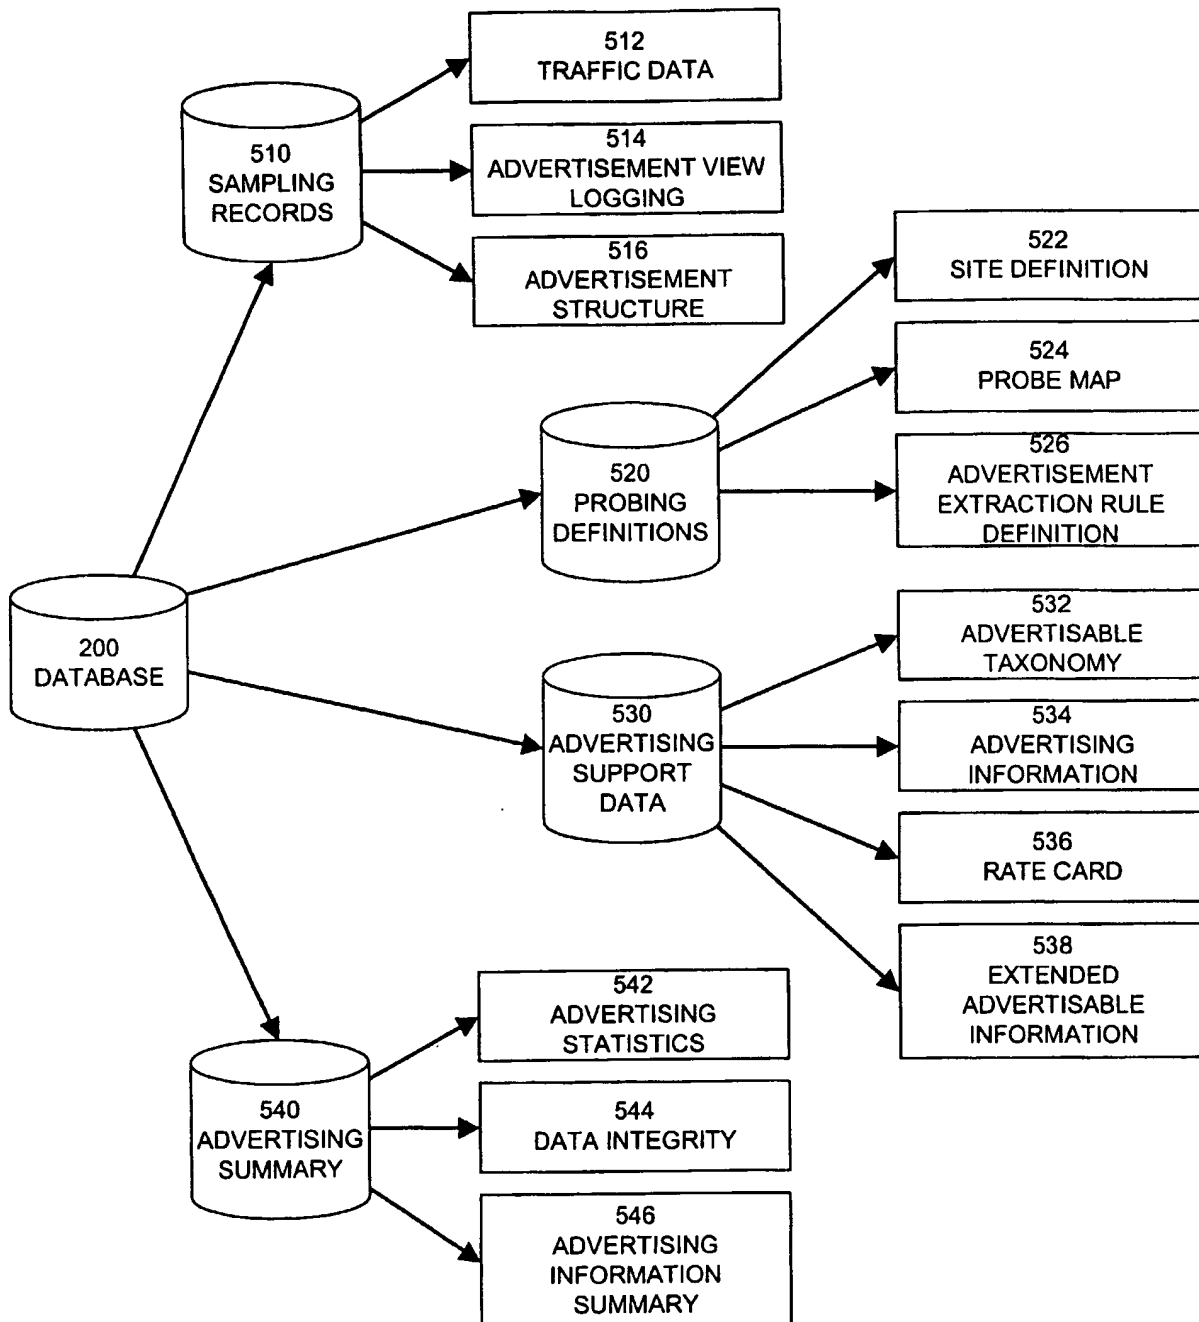 512
TRAFFIC DATA
514
ADVERTISEMENT VIEW
LOGGING
516
ADVERTISEMENT
STRUCTURE
510
SAMPLING
RECORDS
522
SITE DEFINITION
524
PROBE MAP
526
ADVERTISEMENT
EXTRACTION RULE
DEFINITION
520
PROBING
DEFINITIONS
200
DATABASE
532
ADVERTISABLE
TAXONOMY
534
ADVERTISING
INFORMATION
536
RATE CARD
538
EXTENDED
ADVERTISABLE
INFORMATION
530
ADVERTISING
SUPPORT
DATA
542
ADVERTISING
STATISTICS
544
DATA INTEGRITY
546
ADVERTISING
INFORMATION
SUMMARY
540
ADVERTISING
SUMMARY